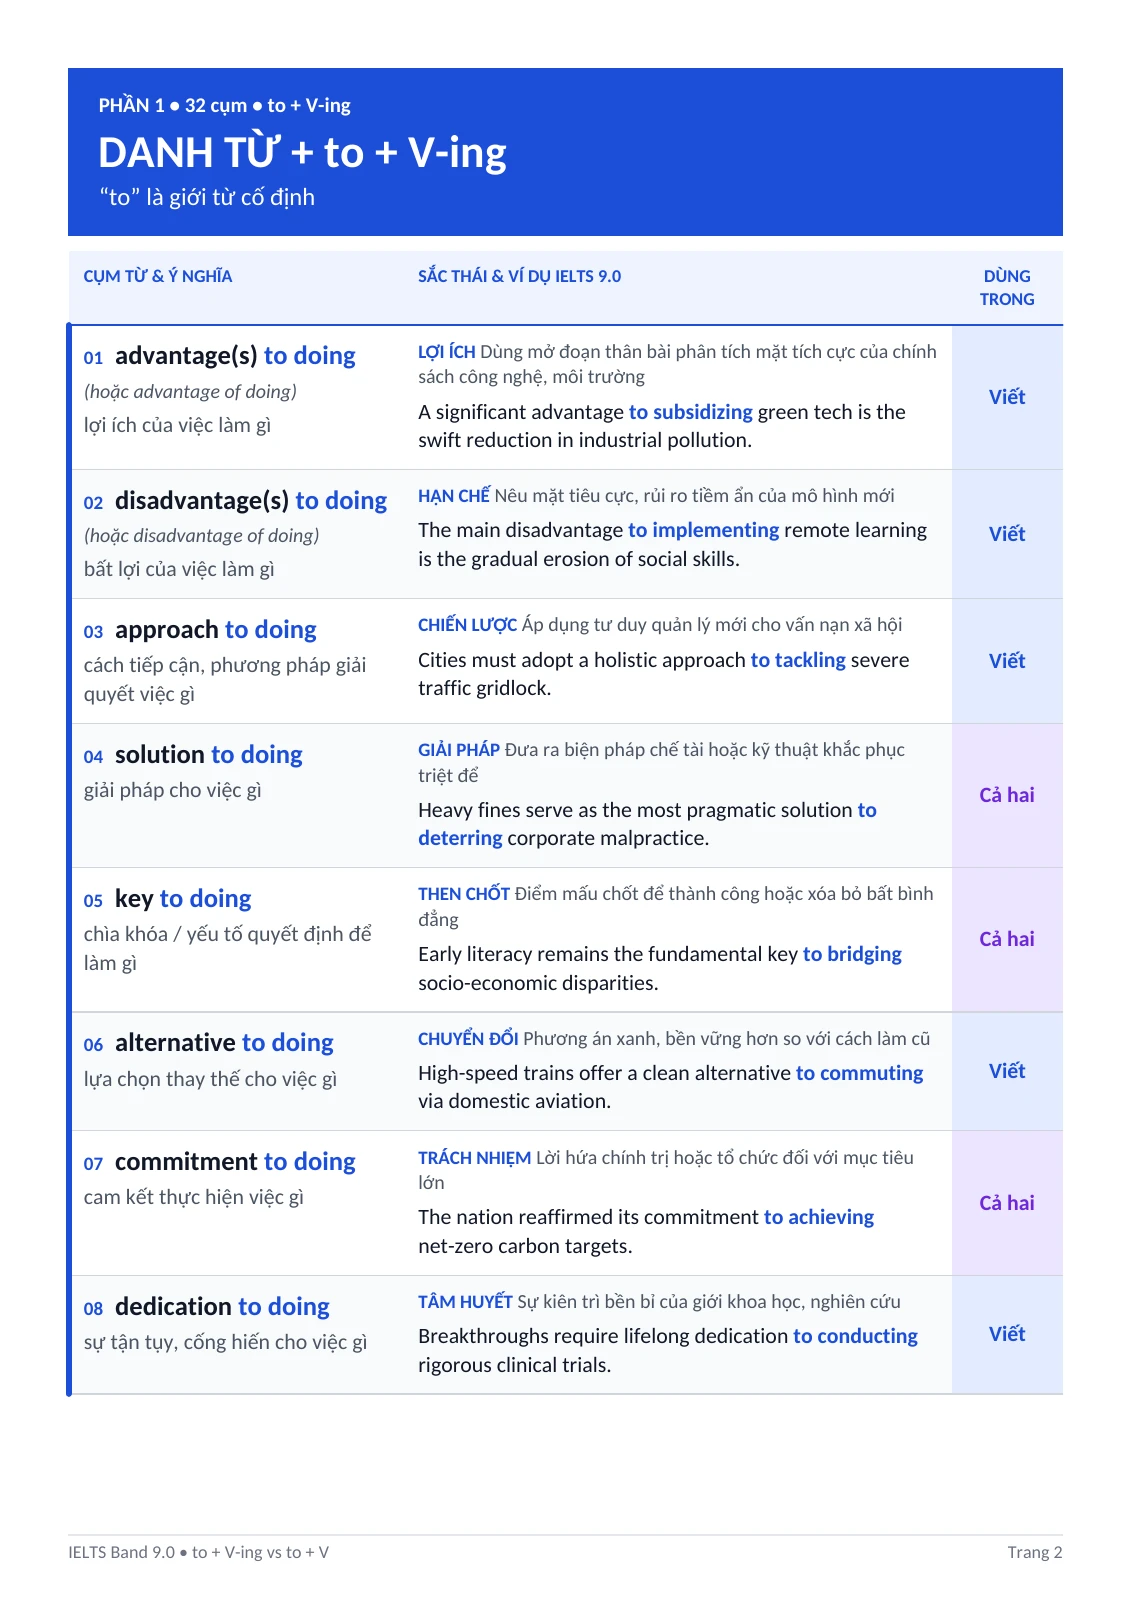 PHẦN 1 • 32 cụm • to + V-ing
DANH TỪ + to + V-ing
“to” là giới từ cố định
CỤM TỪ & Ý NGHĨA
SẮC THÁI & VÍ DỤ IELTS 9.0
DÙNG
TRONG
01 advantage(s) to doing
(hoặc advantage of doing)
lợi ích của việc làm gì
LỢI ÍCH Dùng mở đoạn thân bài phân tích mặt tích cực của chính
sách công nghệ, môi trường
A significant advantage to subsidizing green tech is the
swift reduction in industrial pollution.
Viết
02 disadvantage(s) to doing
(hoặc disadvantage of doing)
bất lợi của việc làm gì
HẠN CHẾ Nêu mặt tiêu cực, rủi ro tiềm ẩn của mô hình mới
The main disadvantage to implementing remote learning
is the gradual erosion of social skills.
Viết
03 approach to doing
cách tiếp cận, phương pháp giải
quyết việc gì
CHIẾN LƯỢC Áp dụng tư duy quản lý mới cho vấn nạn xã hội
Cities must adopt a holistic approach to tackling severe
traffic gridlock.
Viết
04 solution to doing
giải pháp cho việc gì
GIẢI PHÁP Đưa ra biện pháp chế tài hoặc kỹ thuật khắc phục
triệt để
Heavy fines serve as the most pragmatic solution to
deterring corporate malpractice.
Cả hai
05 key to doing
chìa khóa / yếu tố quyết định để
làm gì
THEN CHỐT Điểm mấu chốt để thành công hoặc xóa bỏ bất bình
đẳng
Early literacy remains the fundamental key to bridging
socio-economic disparities.
Cả hai
06 alternative to doing
lựa chọn thay thế cho việc gì
CHUYỂN ĐỔI Phương án xanh, bền vững hơn so với cách làm cũ
High-speed trains offer a clean alternative to commuting
via domestic aviation.
Viết
07 commitment to doing
cam kết thực hiện việc gì
TRÁCH NHIỆM Lời hứa chính trị hoặc tổ chức đối với mục tiêu
lớn
The nation reaffirmed its commitment to achieving
net-zero carbon targets.
Cả hai
08 dedication to doing
sự tận tụy, cống hiến cho việc gì
TÂM HUYẾT Sự kiên trì bền bỉ của giới khoa học, nghiên cứu
Breakthroughs require lifelong dedication to conducting
rigorous clinical trials.
Viết
IELTS Band 9.0 • to + V-ing vs to + V
Trang 2